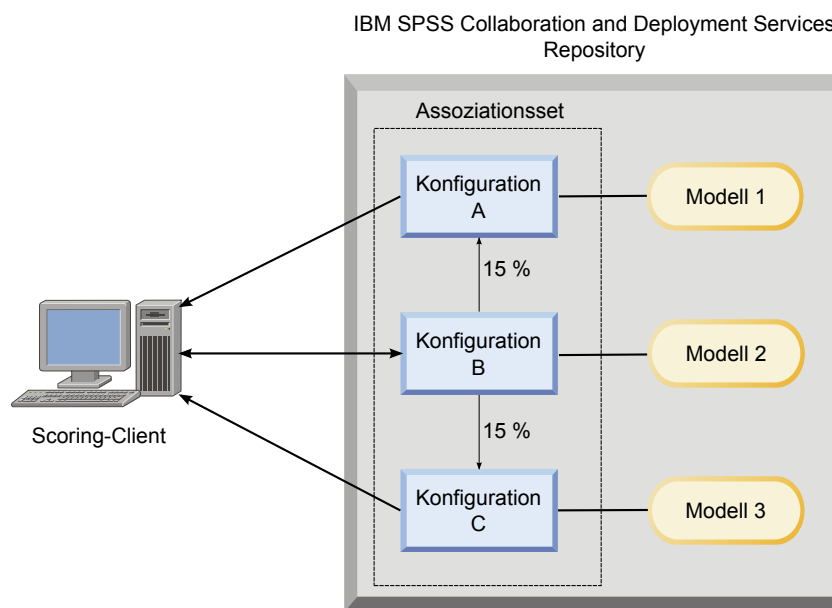 IBM SPSS Collaboration and Deployment Services
Repository
Assoziationsset
Konfiguration
A
Modell 1
15 %
Konfiguration
B
Modell 2
Scoring-Client
15 %
Konfiguration
C
Modell 3